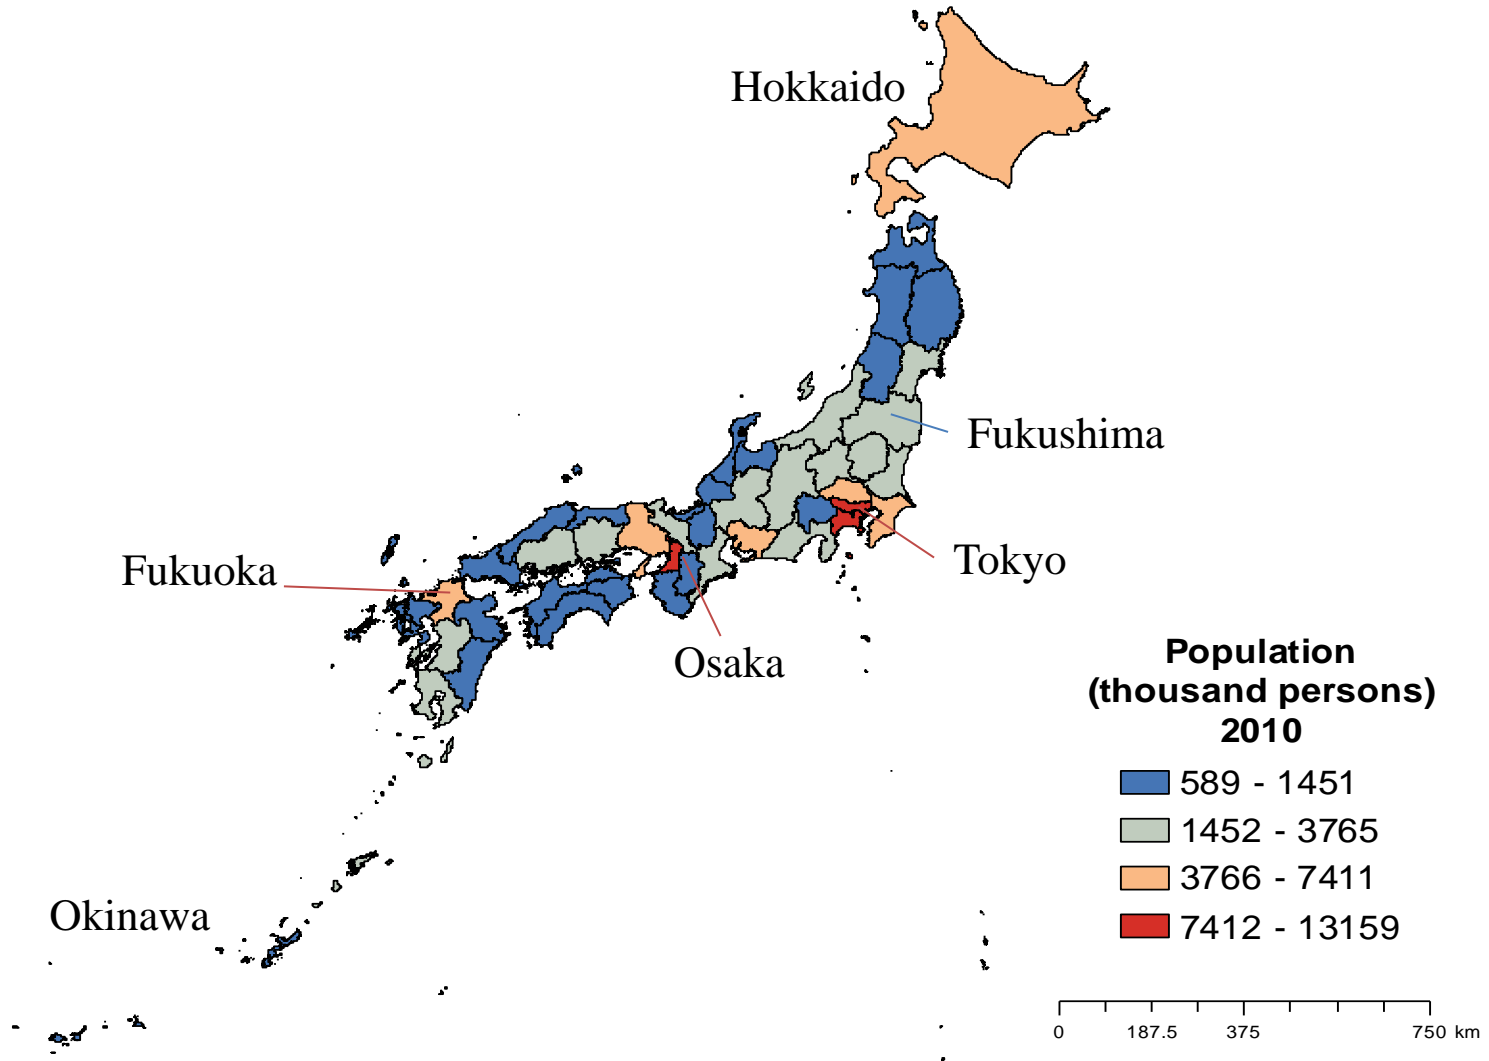 Hokkaido
Fukushima
Tokyo
Fukuoka
Osaka
Population
(thousand persons)
2010
589 - 1451
1452 - 3765
3766 - 7411
7412 - 13159
Okinawa
0 187.5 375 750 km